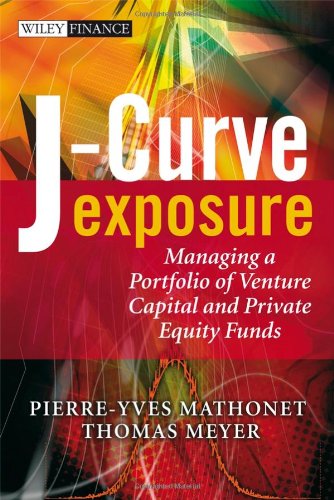 WILEY FINANCE
J-Curve
exposure
Managing a
Portfolio of Venture
Capital and Private
Equity Funds
PIERRE-YVES MATHONET
THOMAS MEYER